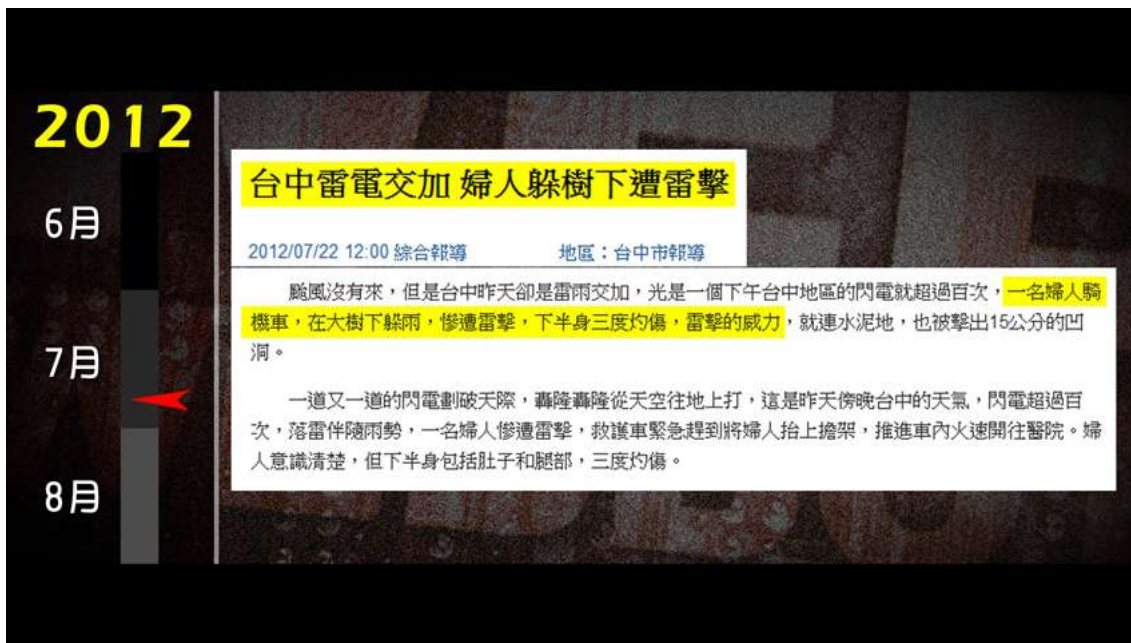 2012
6月
7月
8月
台中雷電交加 婦人躲樹下遭雷擊
2012/07/22 12:00 綜合報導 地區：台中市報導
颱風沒有來，但是台中昨天卻是雷雨交加，光是一個下午台中地區的閃電就超過百次，一名婦人騎
機車，在大樹下躲雨，慘遭雷擊，下半身三度灼傷，雷擊的威力，就連水泥地，也被擊出15公分的凹
洞。
一道又一道的閃電劃破天際，轟隆轟隆從天空往地上打，這是昨天傍晚台中的天氣，閃電超過百
次，落雷伴隨雨勢，一名婦人慘遭雷擊，救護車緊急趕到將婦人抬上擔架，推進車內火速開往醫院。婦
人意識清楚，但下半身包括肚子和腿部，三度灼傷。